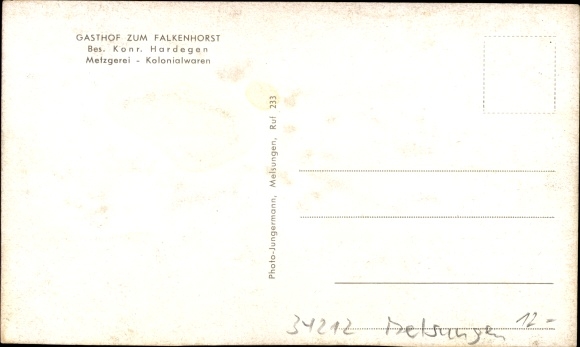 GASTHOF ZUM FALKENHORST
Bes. Konr. Hardegen
Metzgerei - Kolonialwaren
Photo-Jungermann, Melsungen, Ruf 233
34212 Melsungen
12,-